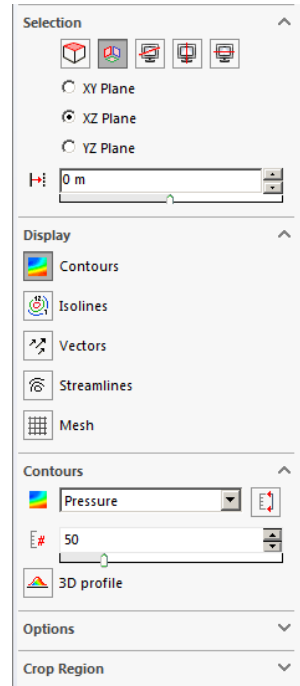 Selection
XY Plane
XZ Plane
YZ Plane
0 m
Display
Contours
Isolines
Vectors
Streamlines
Mesh
Contours
Pressure
# 50
3D profile
Options
Crop Region